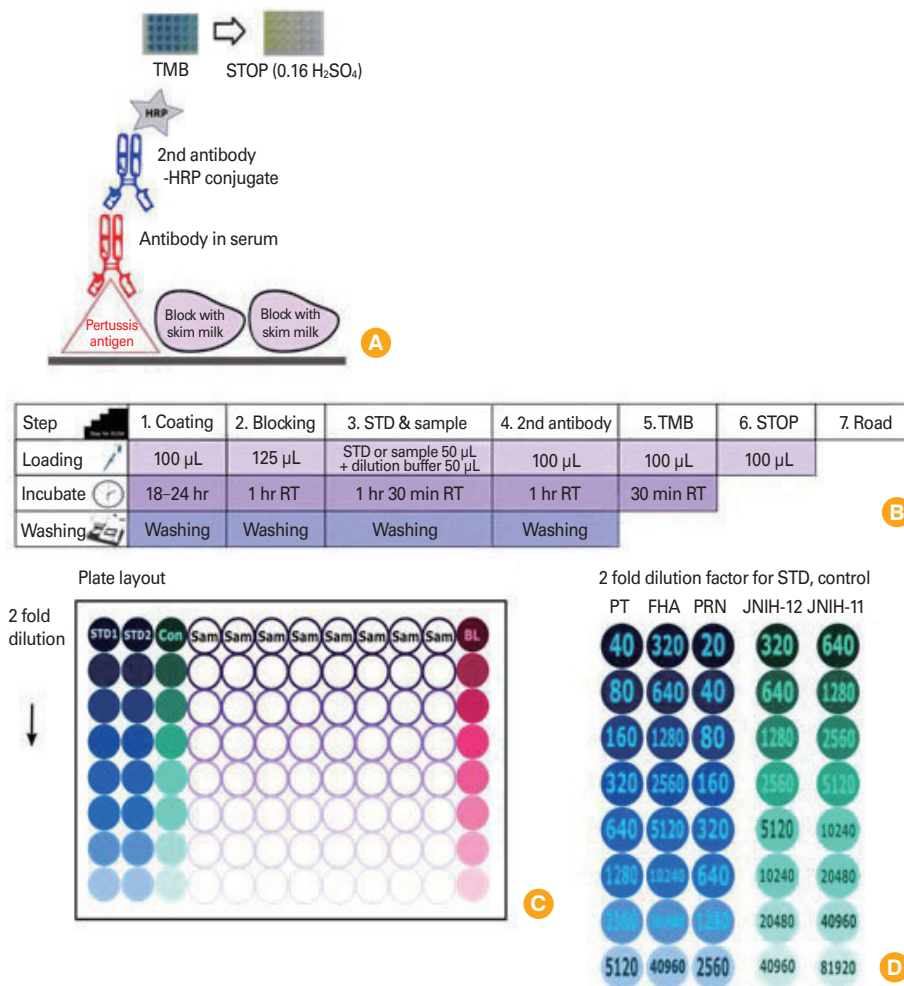 TMB
STOP (0.16 H₂SO₄)
HRP
2nd antibody
-HRP conjugate
Antibody in serum
Pertussis
antigen
Block with
skim milk
Block with
skim milk
A
Step 1. Coating 2. Blocking 3. STD & sample 4. 2nd antibody 5. TMB 6. STOP 7. Road
Loading 100 µL 125 µL STD or sample 50 µL + dilution buffer 50 µL 100 µL 100 µL 100 µL
Incubate 18–24 hr 1 hr RT 1 hr 30 min RT 1 hr RT 30 min RT
Washing Washing Washing Washing Washing
B
Plate layout
2 fold
dilution
STD1 STD2 Con Sam Sam Sam Sam Sam Sam Sam Sam BL
C
2 fold dilution factor for STD, control
PT FHA PRN JNIH-12 JNIH-11
40 320 20 320 640
80 640 40 640 1280
160 1280 80 1280 2560
320 2560 160 2560 5120
640 5120 320 5120 10240
1280 10240 640 10240 20480
1280 20480 40960
5120 40960 2560 40960 81920
D